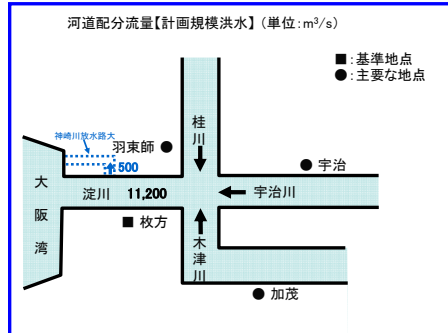 河道配分流量【計画規模洪水】（単位：m³/s）
■：基準地点
●：主要な地点
神崎川放水路大
羽東師 ●
桂川
500
● 宇治
大阪湾
淀川 11,200
宇治川
■ 枚方
木津川
● 加茂